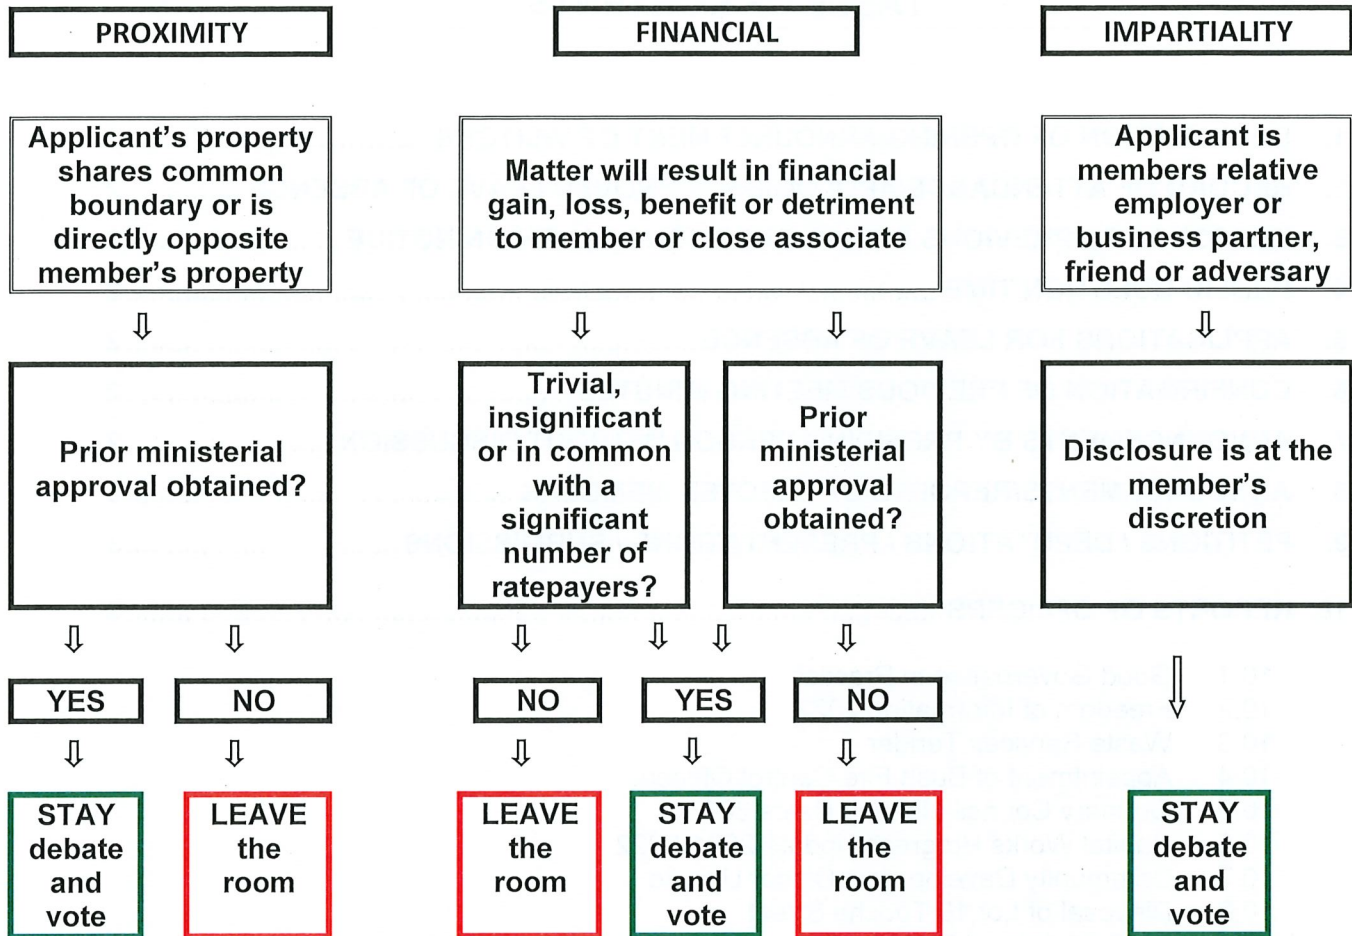 PROXIMITY
FINANCIAL
IMPARTIALITY
Applicant’s property
shares common
boundary or is
directly opposite
member’s property
Matter will result in financial
gain, loss, benefit or detriment
to member or close associate
Applicant is
members relative
employer or
business partner,
friend or adversary
Prior ministerial
approval obtained?
Trivial,
insignificant
or in common
with a
significant
number of
ratepayers?
Prior
ministerial
approval
obtained?
Disclosure is at the
member’s
discretion
YES
NO
NO
YES
NO
STAY
debate
and
vote
LEAVE
the
room
LEAVE
the
room
STAY
debate
and
vote
LEAVE
the
room
STAY
debate
and
vote